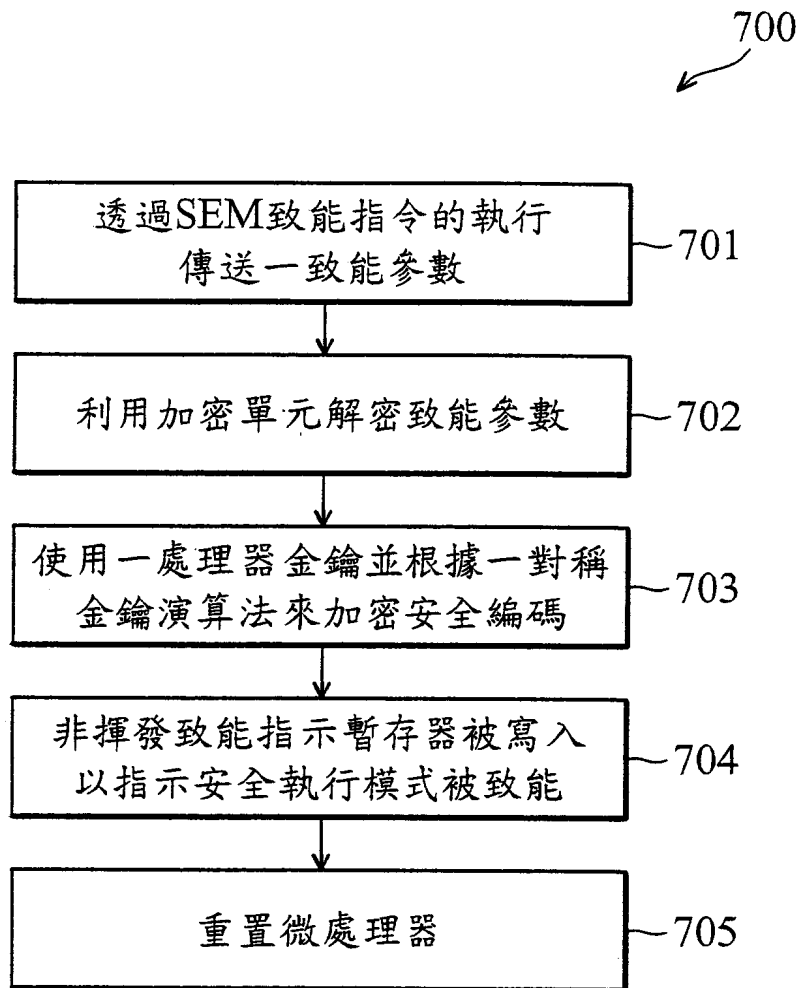 700
透過SEM致能指令的執行
傳送一致能參數
701
利用加密單元解密致能參數
702
使用一處理器金鑰並根據一對稱
金鑰演算法來加密安全編碼
703
非揮發致能指示暫存器被寫入
以指示安全執行模式被致能
704
重置微處理器
705